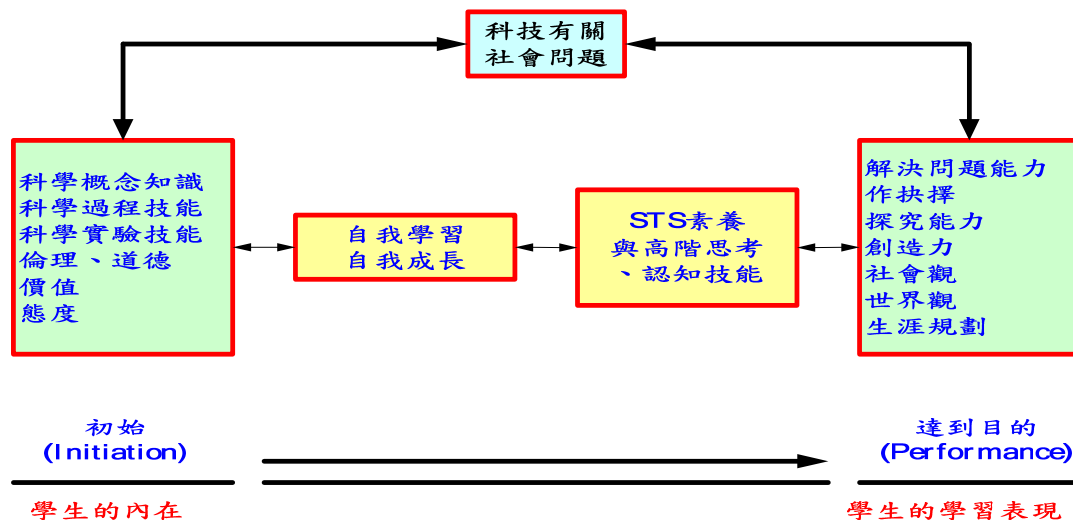 科技有關
社會問題
科學概念知識
科學過程技能
科學實驗技能
倫理、道德
價值
態度
自我學習
自我成長
STS素養
與高階思考
、認知技能
解決問題能力
作抉擇
探究能力
創造力
社會觀
世界觀
生涯規劃
初始
(Initiation)
達到目的
(Performance)
學生的內在
學生的學習表現